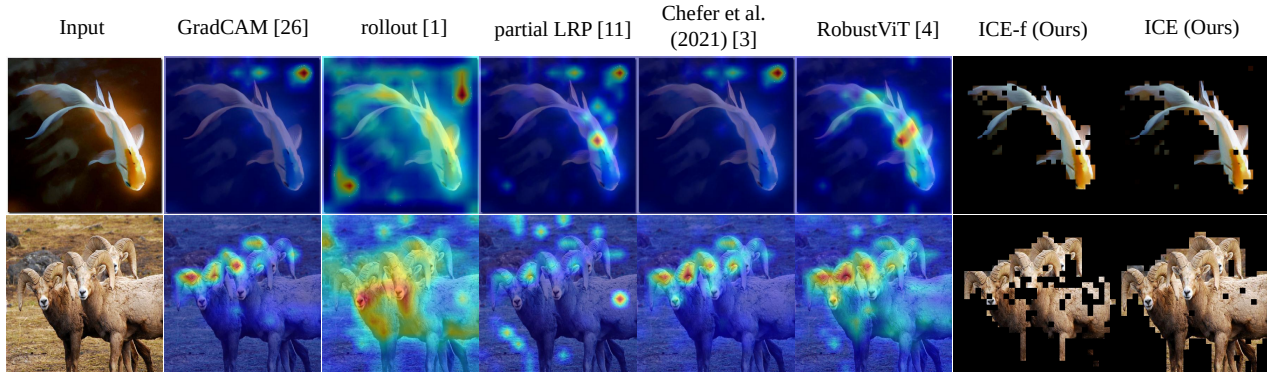 Input
GradCAM [26]
rollout [1]
partial LRP [11]
Chefer et al.
(2021) [3]
RobustViT [4]
ICE-f (Ours)
ICE (Ours)